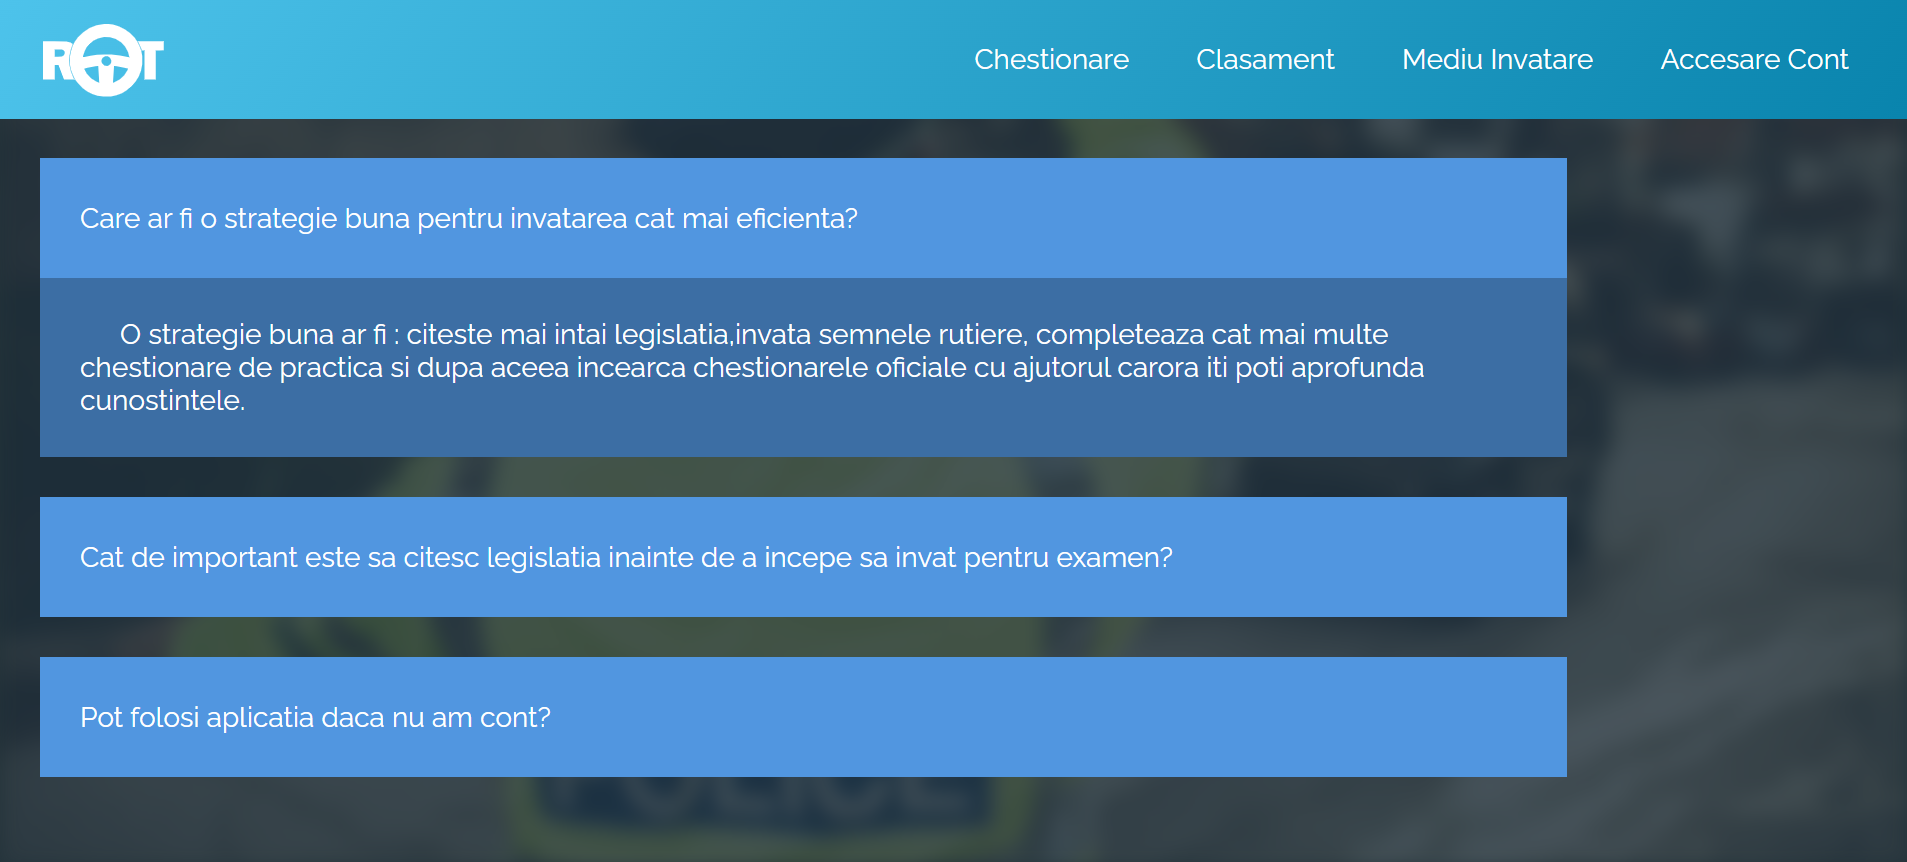 ROT
Chestionare
Clasament
Mediu Invatare
Accesare Cont
Care ar fi o strategie buna pentru invatarea cat mai eficienta?
O strategie buna ar fi : citeste mai intai legislatia,invata semnele rutiere, completeaza cat mai multe
chestionare de practica si dupa aceea incearca chestionarele oficiale cu ajutorul carora iti poti aprofunda
cunostintele.
Cat de important este sa citesc legislatia inainte de a incepe sa invat pentru examen?
Pot folosi aplicatia daca nu am cont?
POLICE